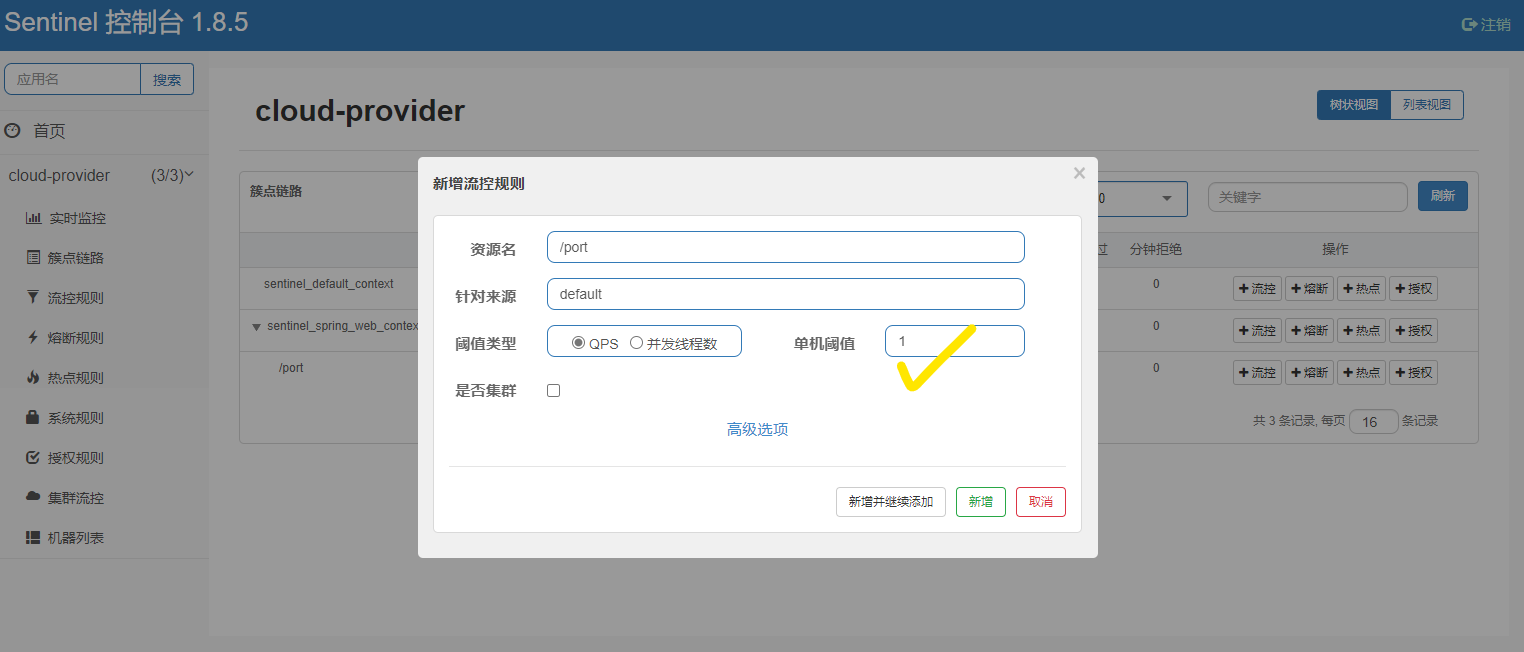 Sentinel 控制台 1.8.5
注销
应用名 搜索
首页
cloud-provider (3/3)
实时监控
簇点链路
流控规则
熔断规则
热点规则
系统规则
授权规则
集群流控
机器列表
cloud-provider
树状视图 列表视图
簇点链路
0
关键字 刷新
过 分钟拒绝 操作
sentinel_default_context 0 流控 熔断 热点 授权
sentinel_spring_web_contex 0 流控 熔断 热点 授权
/port 0 流控 熔断 热点 授权
共 3 条记录, 每页 16 条记录
新增流控规则 ×
资源名 /port
针对来源 default
阈值类型 QPS 并发线程数 单机阈值 1
是否集群
高级选项
新增并继续添加 新增 取消